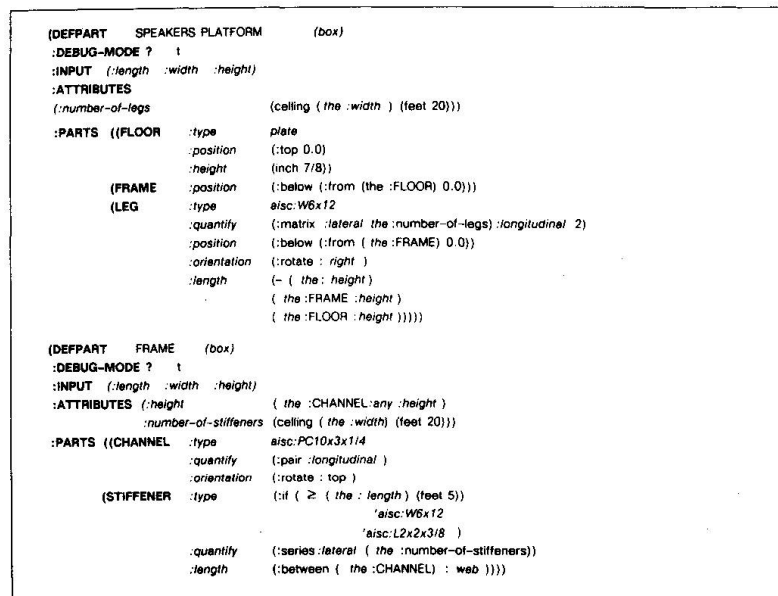 (DEFPART SPEAKERS PLATFORM (box)
:DEBUG-MODE ? t
:INPUT (:length :width :height)
:ATTRIBUTES
(:number-of-legs (ceiling ( the :width ) (feet 20)))
:PARTS ((FLOOR :type plate
:position (:top 0.0)
:height (inch 7/8))
(FRAME :position (:below (:from (the :FLOOR) 0.0)))
(LEG :type aisc:W6x12
:quantify (:matrix :lateral the :number-of-legs) :longitudinal 2)
:position (:below (:from ( the :FRAME) 0.0))
:orientation (:rotate : right )
:length (- ( the : height )
( the :FRAME :height )
( the :FLOOR : height )))))
(DEFPART FRAME (box)
:DEBUG-MODE ? t
:INPUT (:length :width :height)
:ATTRIBUTES (:height ( the :CHANNEL:any :height )
:number-of-stiffeners (ceiling ( the :width) (feet 20)))
:PARTS ((CHANNEL :type aisc:PC10x3x1/4
:quantify (:pair :longitudinal )
:orientation (:rotate : top )
(STIFFENER :type (:if ( ≥ ( the : length ) (feet 5))
'aisc:W6x12
'aisc:L2x2x3/8 )
:quantify (:series :lateral ( the :number-of-stiffeners))
:length (:between ( the :CHANNEL) : web ))))